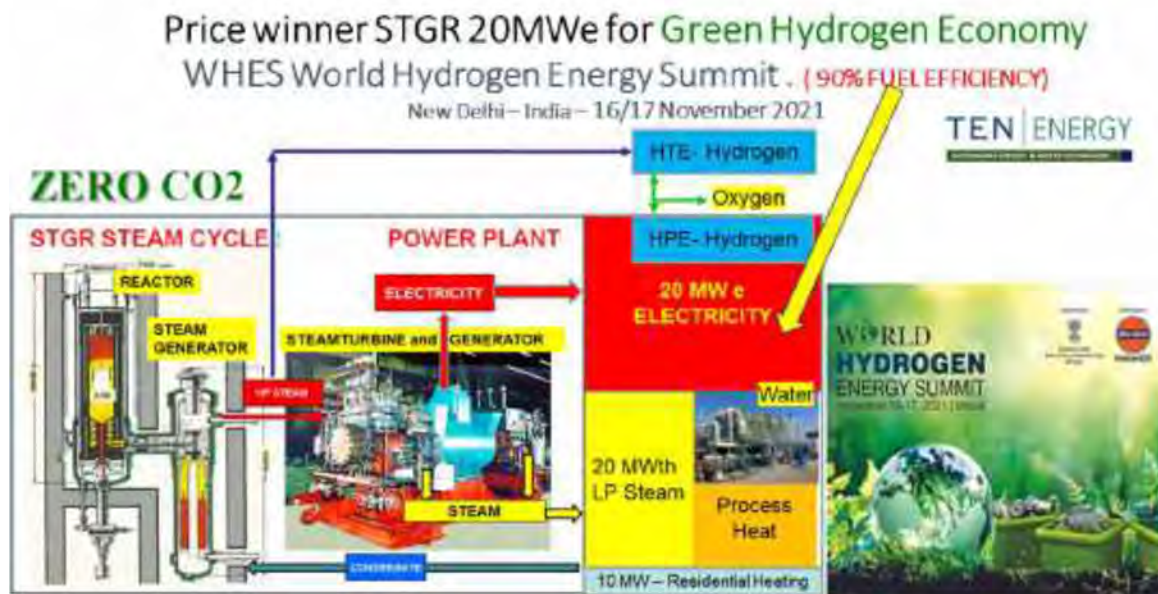 Price winner STGR 20MWe for Green Hydrogen Economy
WHES World Hydrogen Energy Summit . ( 90% FUEL EFFICIENCY)
New Delhi – India – 16/17 November 2021
TEN | ENERGY
HTE- Hydrogen
Oxygen
ZERO CO2
HPE- Hydrogen
STGR STEAM CYCLE :
POWER PLANT
REACTOR
ELECTRICITY
20 MW e
ELECTRICITY
STEAM
GENERATOR
STEAMTURBINE and GENERATOR
HP STEAM
WORLD
HYDROGEN
ENERGY SUMMIT
Water
20 MWth
LP Steam
Process
Heat
STEAM
CONDENSATE
10 MW – Residential Heating